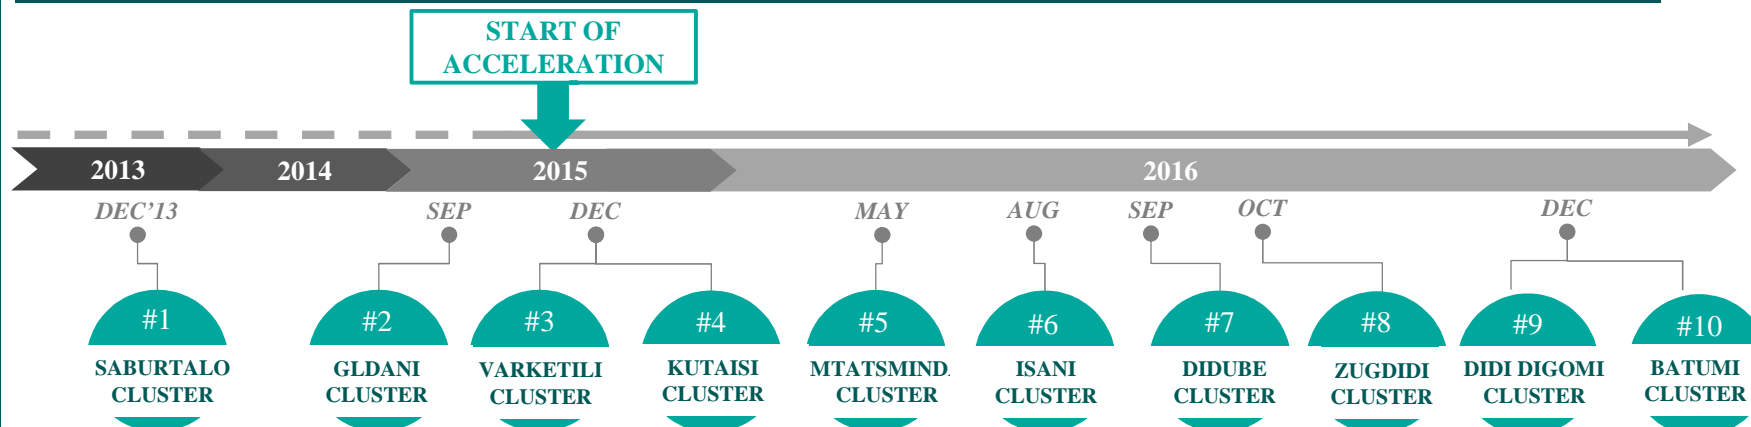 START OF
ACCELERATION
2013
2014
2015
2016
DEC’13
SEP
DEC
MAY
AUG
SEP
OCT
DEC
#1
#2
#3
#4
#5
#6
#7
#8
#9
#10
SABURTALO
CLUSTER
GLDANI
CLUSTER
VARKETILI
CLUSTER
KUTAISI
CLUSTER
MTATSMIND
CLUSTER
ISANI
CLUSTER
DIDUBE
CLUSTER
ZUGDIDI
CLUSTER
DIDI DIGOMI
CLUSTER
BATUMI
CLUSTER